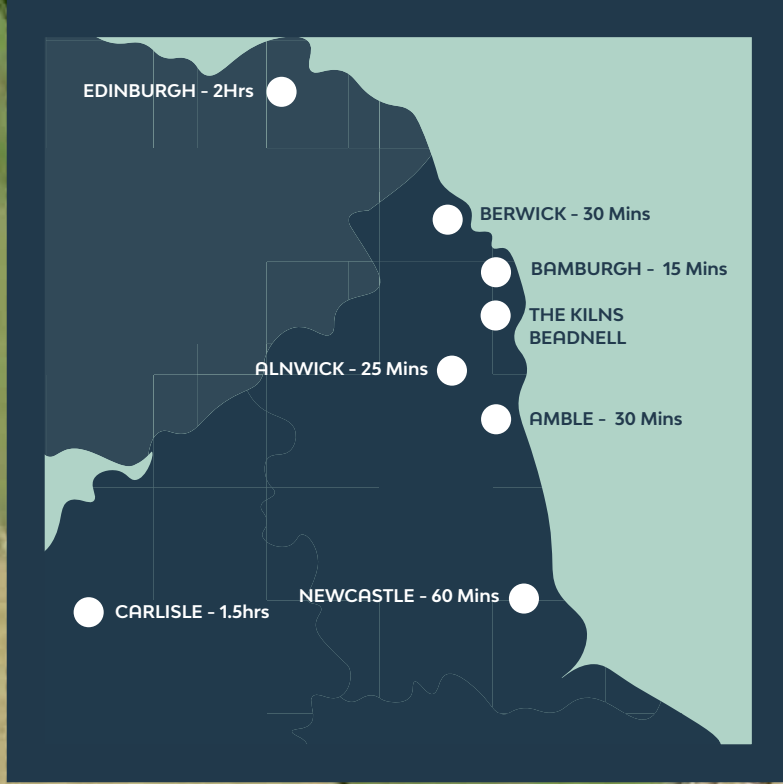 EDINBURGH - 2Hrs
BERWICK - 30 Mins
BAMBURGH - 15 Mins
THE KILNS
BEADNELL
ALNWICK - 25 Mins
AMBLE - 30 Mins
NEWCASTLE - 60 Mins
CARLISLE - 1.5hrs